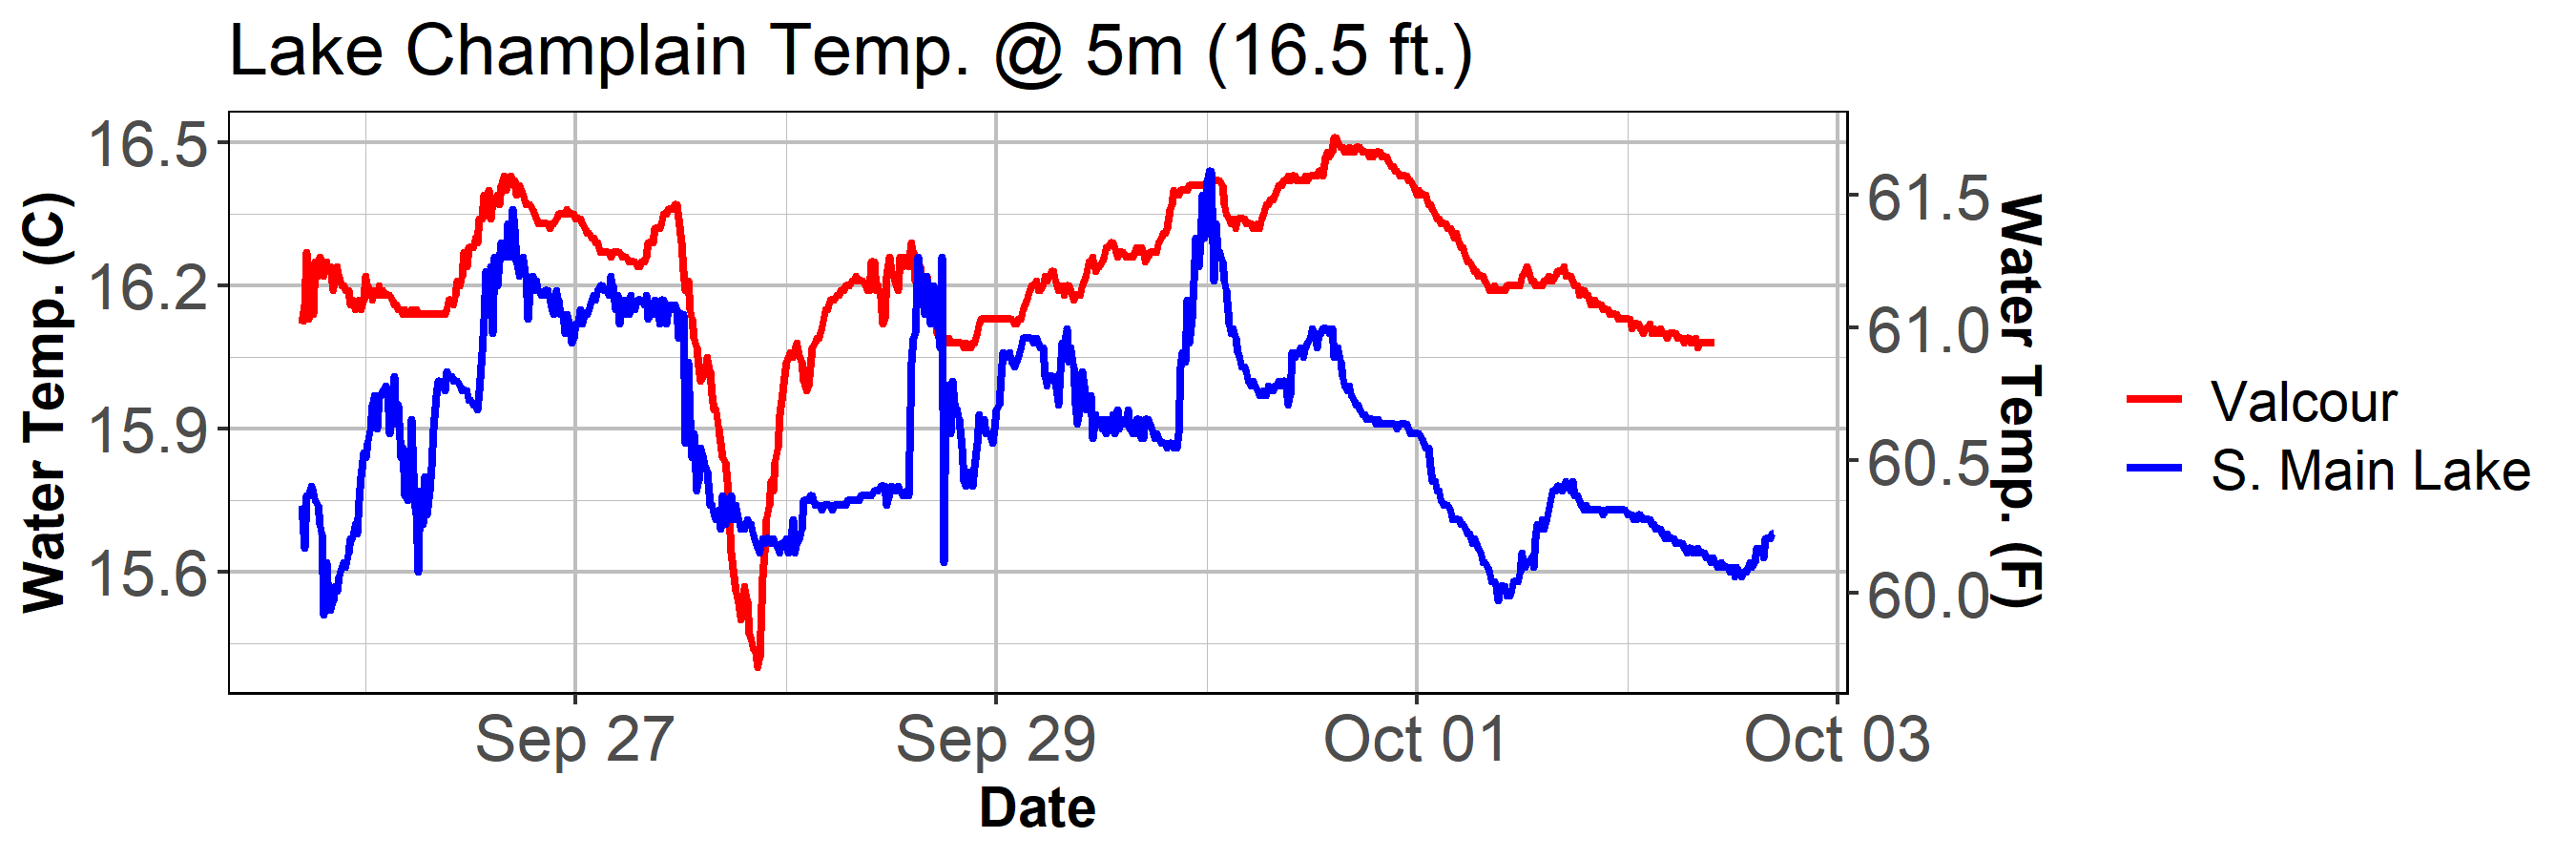 Lake Champlain Temp. @ 5m (16.5 ft.)
Water Temp. (C)
16.5
16.2
15.9
15.6
61.5
61.0
60.5
60.0
Water Temp. (F)
Sep 27
Sep 29
Oct 01
Oct 03
Date
Valcour
S. Main Lake